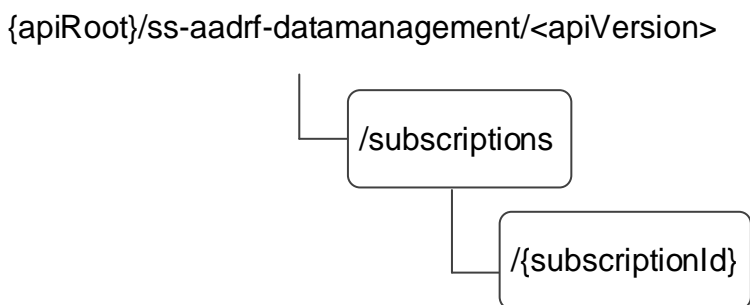 {apiRoot}/ss-aadrf-datamanagement/<apiVersion>
/subscriptions
/{subscriptionId}